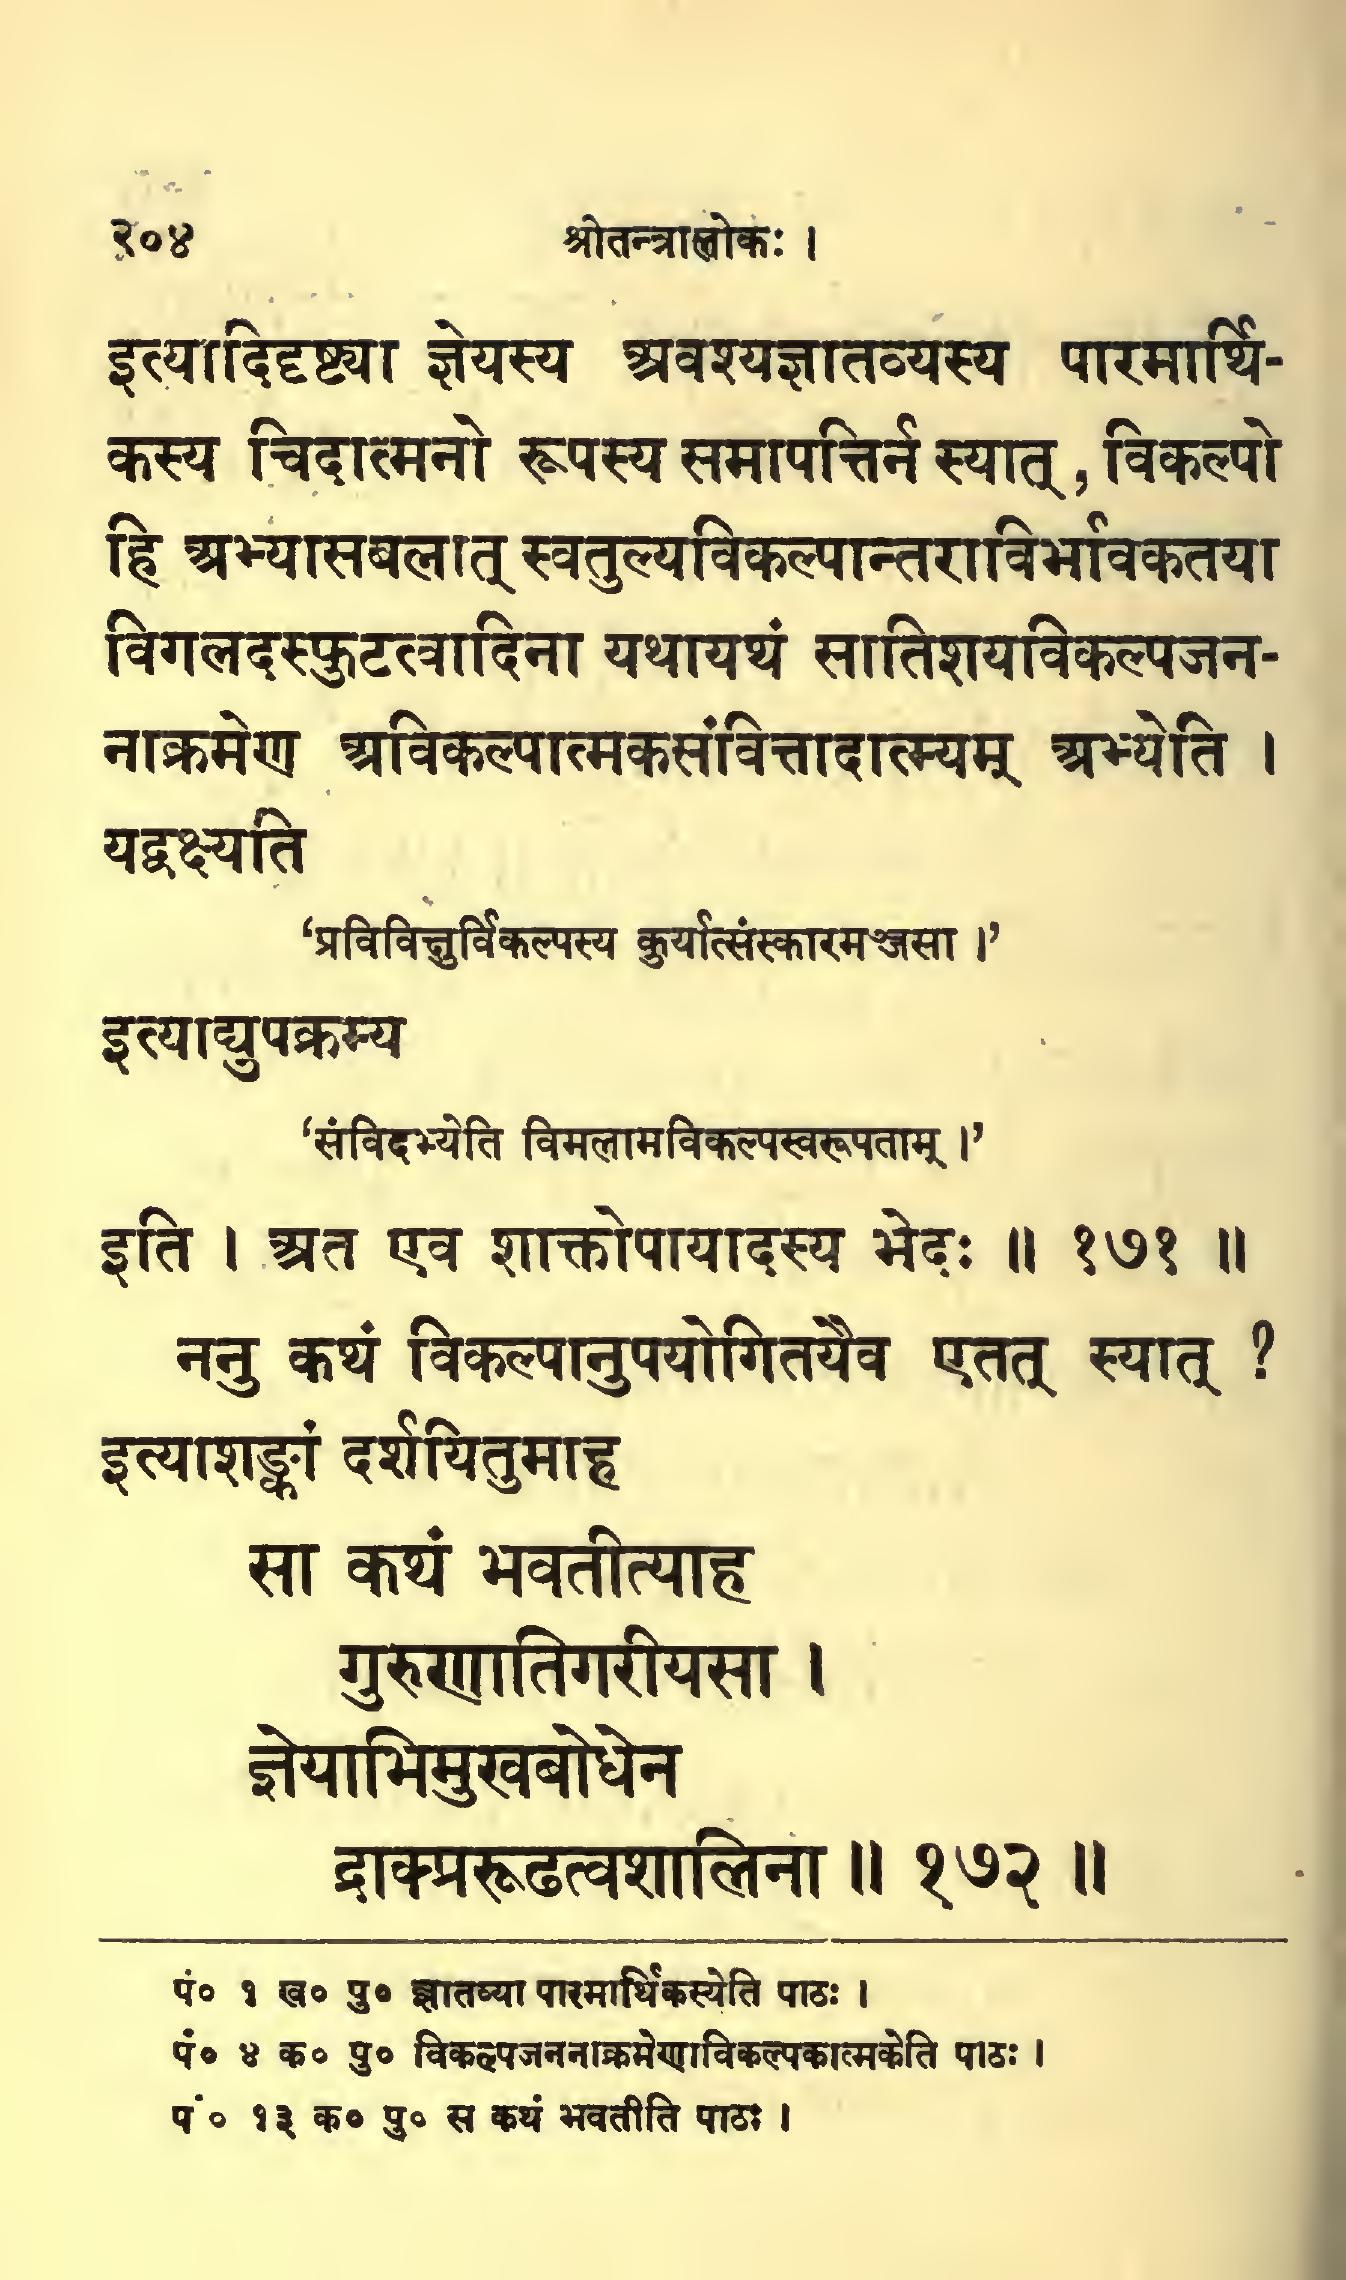 २०४ श्रीतन्त्रालोकः ।
इत्यादिदृष्ट्या ज्ञेयस्य अवश्यज्ञातव्यस्य पारमार्थि-
कस्य चिदात्मनो रूपस्य समापत्तिर्न स्यात्, विकल्पो
हि अभ्यासबलात् स्वतुल्यविकल्पान्तराविर्भावकतया
विगलदस्फुटत्वादिना यथायथं सातिशयविकल्पजन-
नाक्रमेण अविकल्पात्मकसंवित्तादात्म्यम् अभ्येति ।
यद्वक्ष्यति
‘प्रविविक्षुर्विकल्पस्य कुर्यात्संस्कारमञ्जसा ।’
इत्याद्युपक्रम्य
‘संविदभ्येति विमलामविकल्पस्वरूपताम् ।’
इति । अत एव शाक्तोपायादस्य भेदः ॥ १७१ ॥
ननु कथं विकल्पानुपयोगितयैव एतत् स्यात् ?
इत्याशङ्कां दर्शयितुमाह
सा कथं भवतीत्याह
गुरुणातिगरीयसा ।
ज्ञेयाभिमुखबोधेन
द्राक्प्ररूढत्वशालिना ॥ १७२ ॥
पं० १ ख० पु० ज्ञातव्या पारमार्थिकस्येति पाठः ।
पं० ४ क० पु० विकल्पजननाक्रमेणाविकल्पकात्मकेति पाठः ।
पं० १३ क० पु० स कथं भवतीति पाठः ।